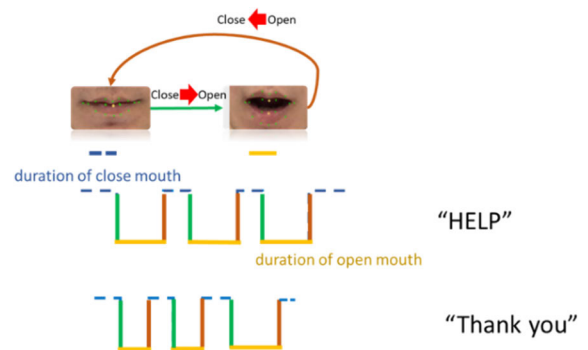 Close Open
Close Open
duration of close mouth
"HELP"
duration of open mouth
"Thank you"